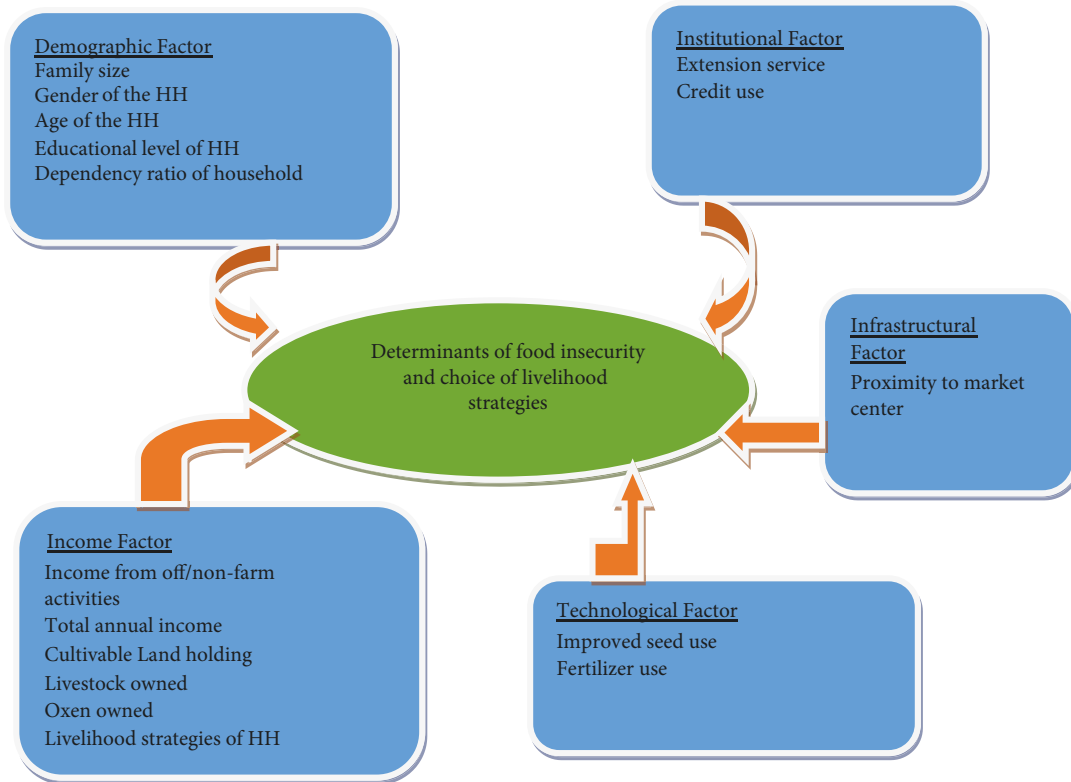 Demographic Factor
Family size
Gender of the HH
Age of the HH
Educational level of HH
Dependency ratio of household
Institutional Factor
Extension service
Credit use
Determinants of food insecurity
and choice of livelihood
strategies
Infrastructural
Factor
Proximity to market
center
Income Factor
Income from off/non-farm
activities
Total annual income
Cultivable Land holding
Livestock owned
Oxen owned
Livelihood strategies of HH
Technological Factor
Improved seed use
Fertilizer use